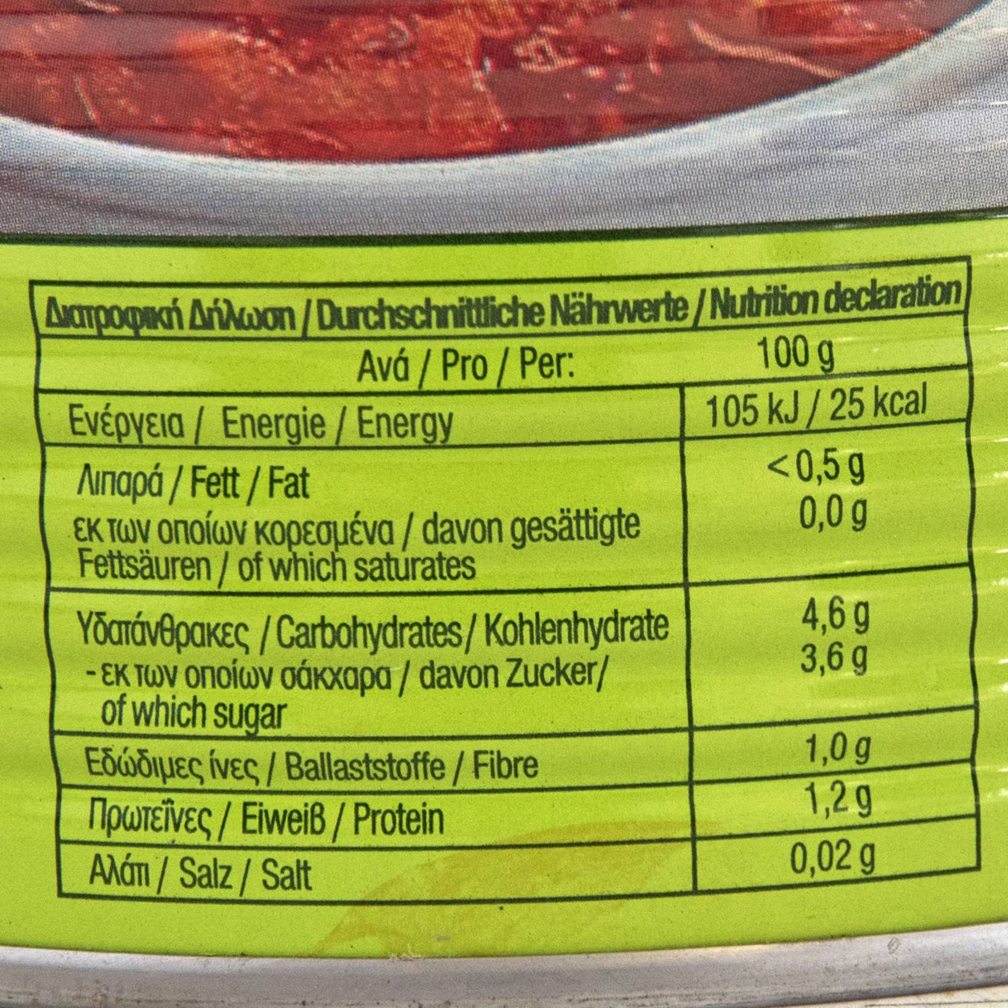 Διατροφική Δήλωση / Durchschnittliche Nährwerte / Nutrition declaration
Ανά / Pro / Per: 100 g
Ενέργεια / Energie / Energy 105 kJ / 25 kcal
Λιπαρά / Fett / Fat <0,5 g
εκ των οποίων κορεσμένα / davon gesättigte 0,0 g
Fettsäuren / of which saturates
Υδατάνθρακες / Carbohydrates / Kohlenhydrate 4,6 g
- εκ των οποίων σάκχαρα / davon Zucker/ 3,6 g
of which sugar
Εδώδιμες ίνες / Ballaststoffe / Fibre 1,0 g
Πρωτεΐνες / Eiweiß / Protein 1,2 g
Αλάτι / Salz / Salt 0,02 g